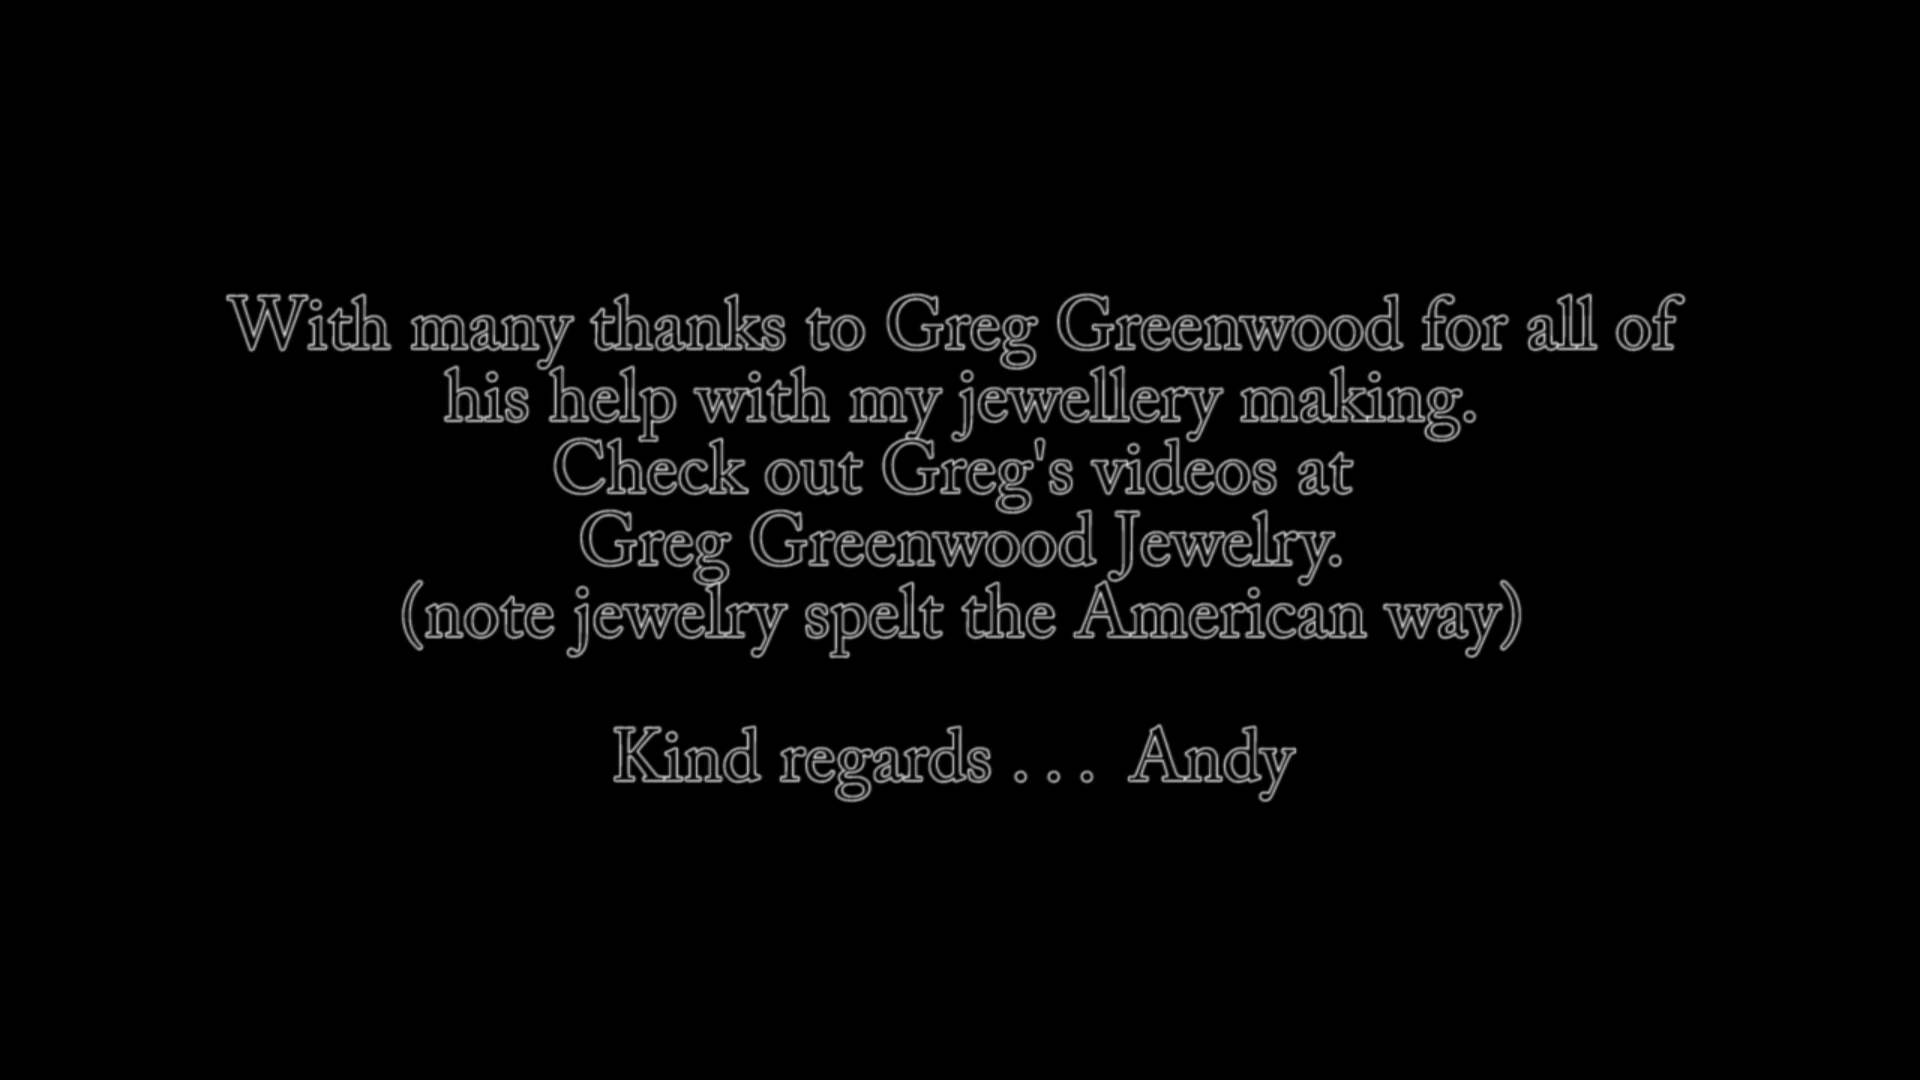 With many thanks to Greg Greenwood for all of
his help with my jewellery making.
Check out Greg's videos at
Greg Greenwood Jewelry.
(note jewelry spelt the American way)
Kind regards . . . Andy